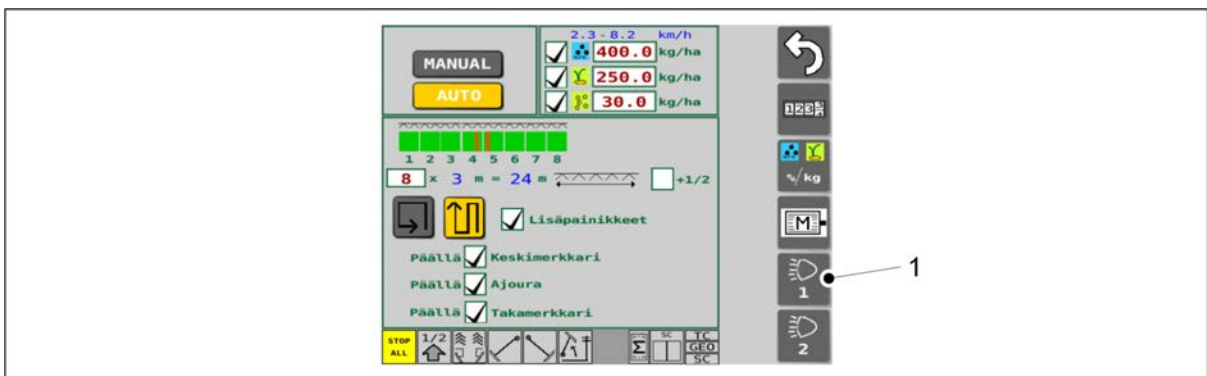 2.3 - 8.2 km/h
MANUAL
400.0 kg/ha
AUTO
250.0 kg/ha
30.0 kg/ha
1 2 3 4 5 6 7 8
8 x 3 m = 24 m +1/2
Lisäpainikkeet
Päällä Keskimerkkari
Päällä Ajoura
Päällä Takamerkkari
STOP ALL
1/2
Σ
SC
TC
GEO
SC
%/kg
M
1
2
1